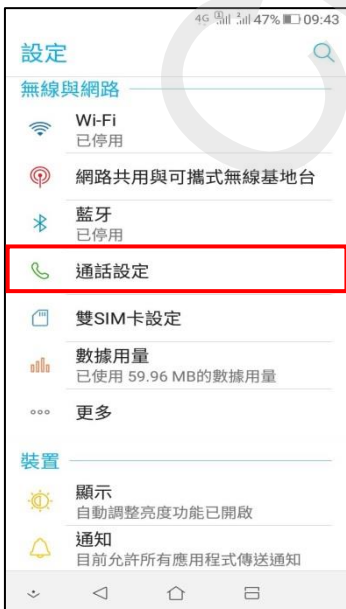 4G 47% 09:43
設定
無線與網路
Wi-Fi
已停用
網路共用與可攜式無線基地台
藍牙
已停用
通話設定
雙SIM卡設定
數據用量
已使用 59.96 MB的數據用量
更多
裝置
顯示
自動調整亮度功能已開啟
通知
目前允許所有應用程式傳送通知